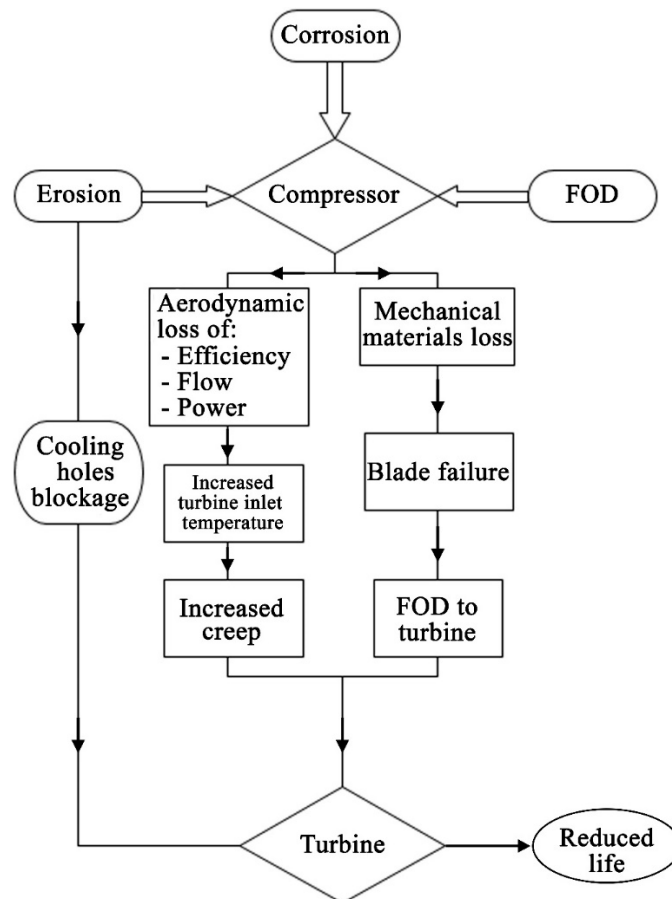 Corrosion
Erosion
Compressor
FOD
Aerodynamic
loss of:
- Efficiency
- Flow
- Power
Mechanical
materials loss
Cooling
holes
blockage
Increased
turbine inlet
temperature
Blade failure
Increased
creep
FOD to
turbine
Turbine
Reduced
life